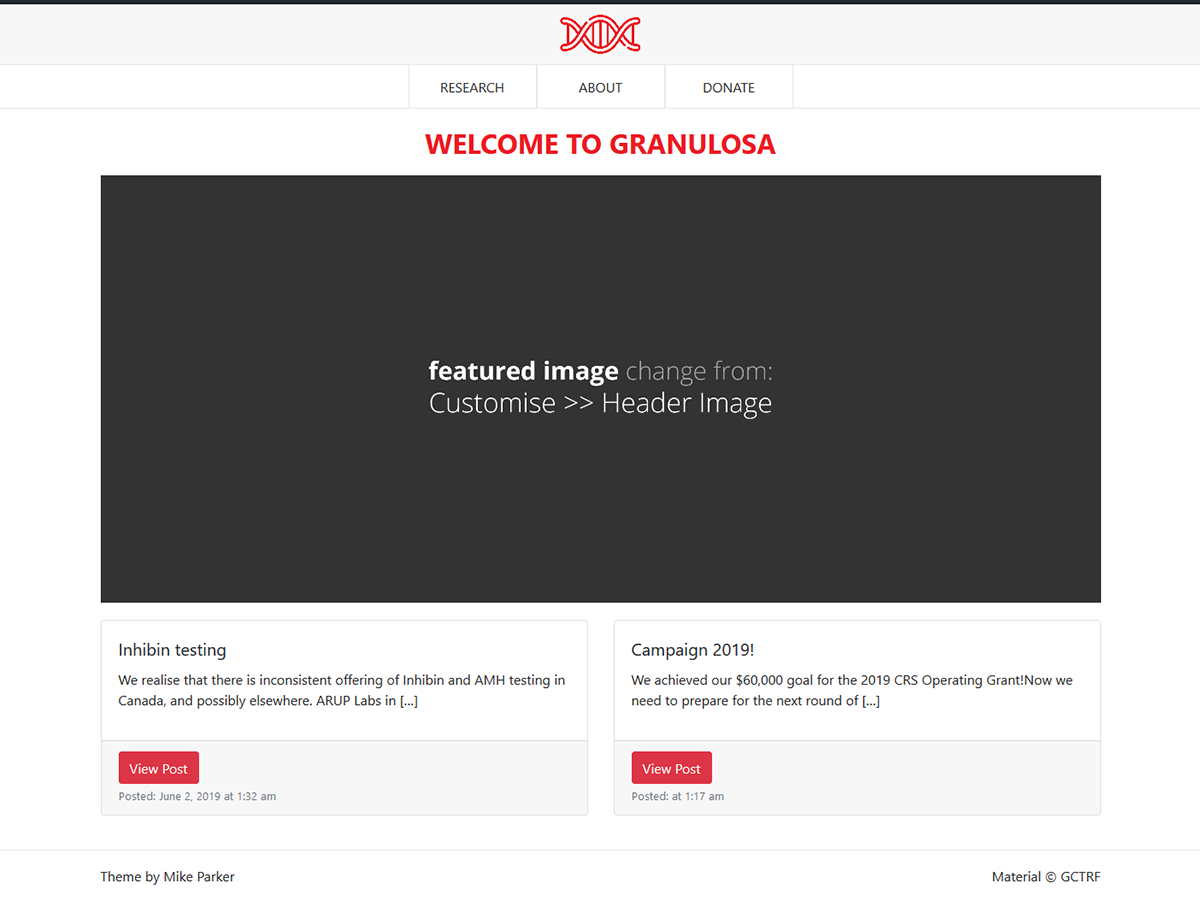 RESEARCH
ABOUT
DONATE
WELCOME TO GRANULOSA
featured image change from:
Customise >> Header Image
Inhibin testing
We realise that there is inconsistent offering of Inhibin and AMH testing in
Canada, and possibly elsewhere. ARUP Labs in [...]
View Post
Posted: June 2, 2019 at 1:32 am
Campaign 2019!
We achieved our $60,000 goal for the 2019 CRS Operating Grant!Now we
need to prepare for the next round of [...]
View Post
Posted: at 1:17 am
Theme by Mike Parker
Material © GCTRF